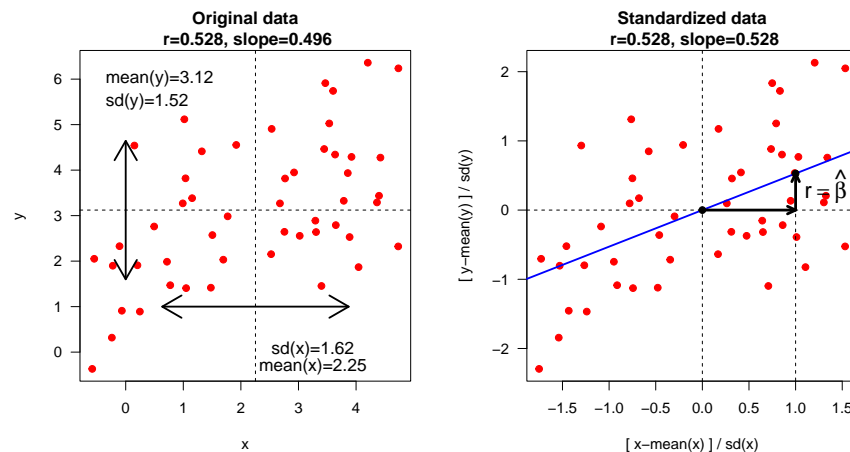 Original data
r=0.528, slope=0.496
mean(y)=3.12
sd(y)=1.52
sd(x)=1.62
mean(x)=2.25
y
6
5
4
3
2
1
0
0
1
2
3
4
x
Standardized data
r=0.528, slope=0.528
r = β̂
[ y−mean(y) ] / sd(y)
2
1
0
−1
−2
−1.5
−1.0
−0.5
0.0
0.5
1.0
1.5
[ x−mean(x) ] / sd(x)